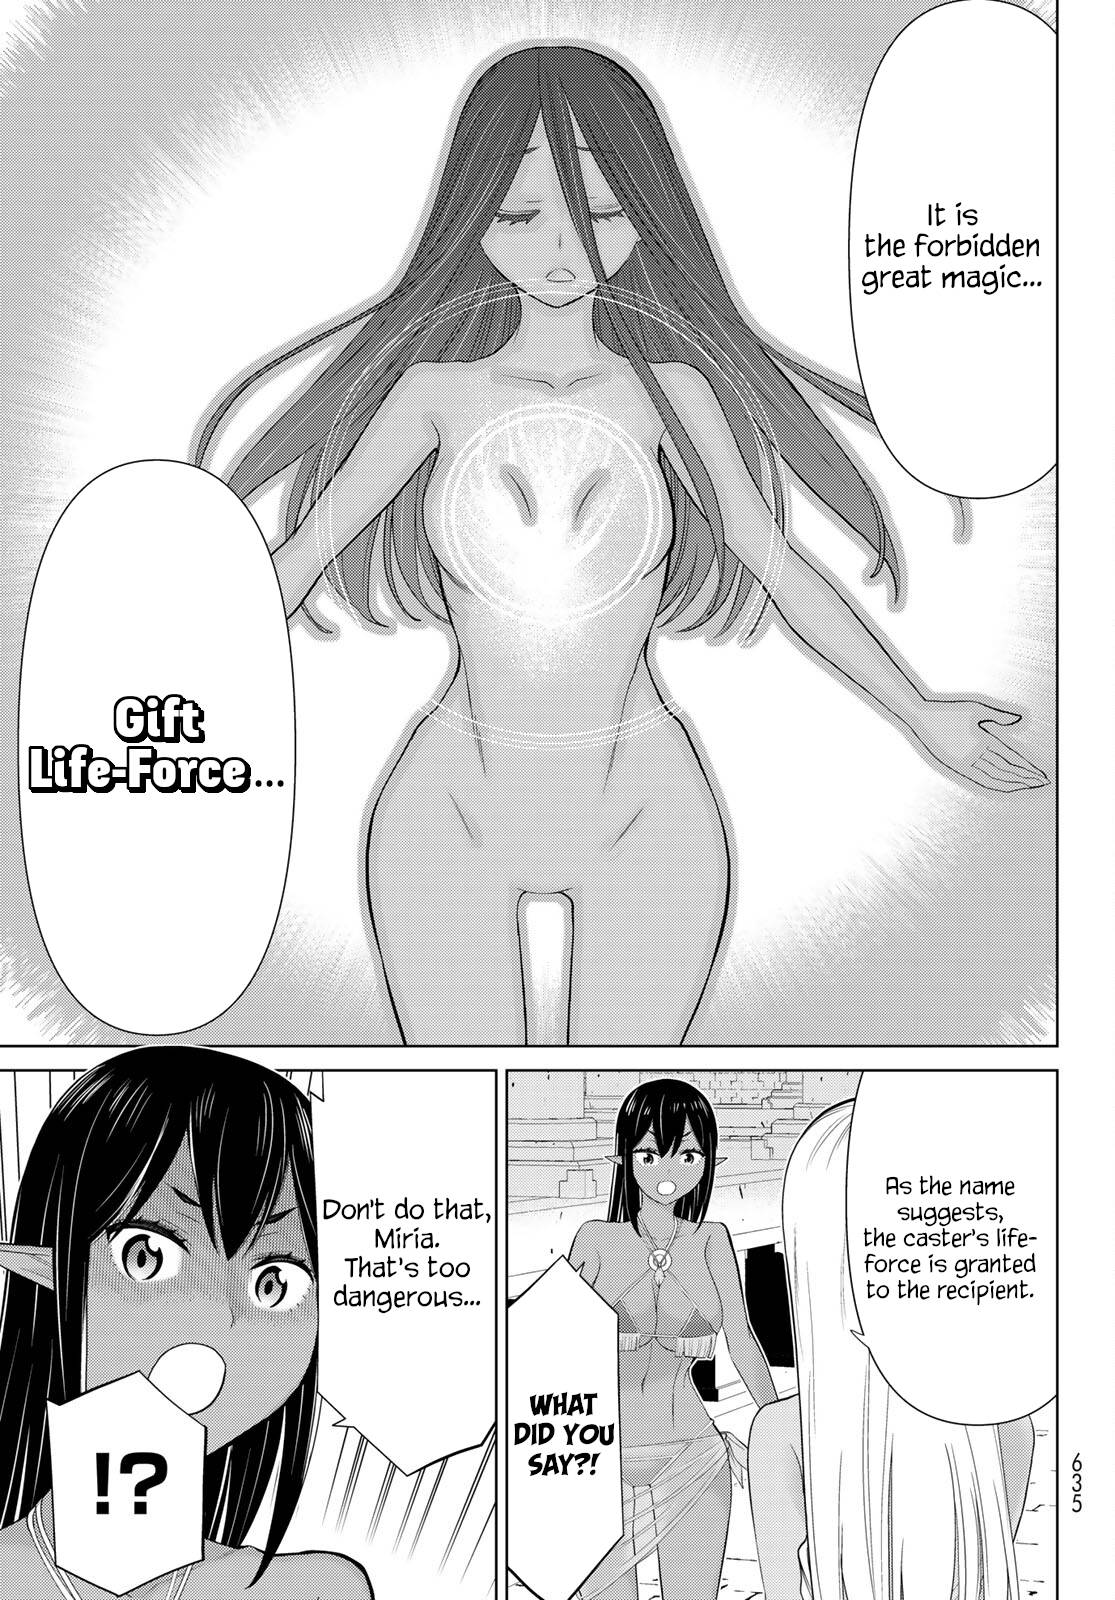 It is
the forbidden
great magic...
Gift
Life-Force...
As the name
suggests,
the caster's life-
force is granted
to the recipient.
WHAT
DID YOU
SAY?!
Don't do that,
Miria.
That's too
dangerous...
!?
635